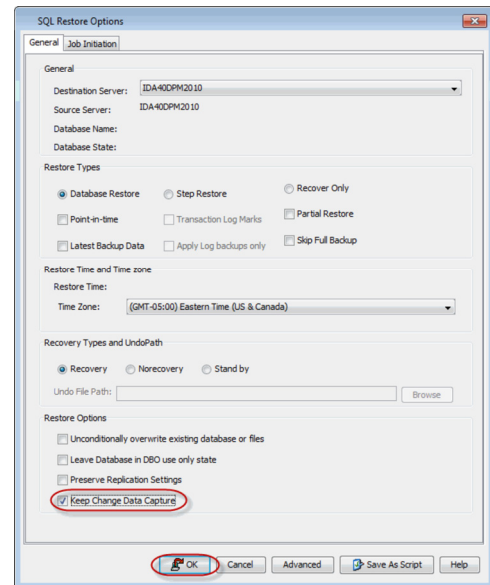 SQL Restore Options
General Job Initiation
General
Destination Server: IDA40DPM2010
Source Server: IDA40DPM2010
Database Name:
Database State:
Restore Types
Database Restore Step Restore Recover Only
Point-in-time Transaction Log Marks Partial Restore
Latest Backup Data Apply Log backups only Skip Full Backup
Restore Time and Time zone
Restore Time:
Time Zone: (GMT-05:00) Eastern Time (US & Canada)
Recovery Types and UndoPath
Recovery Norecovery Stand by
Undo File Path: Browse
Restore Options
Unconditionally overwrite existing database or files
Leave Database in DBO use only state
Preserve Replication Settings
Keep Change Data Capture
OK Cancel Advanced Save As Script Help